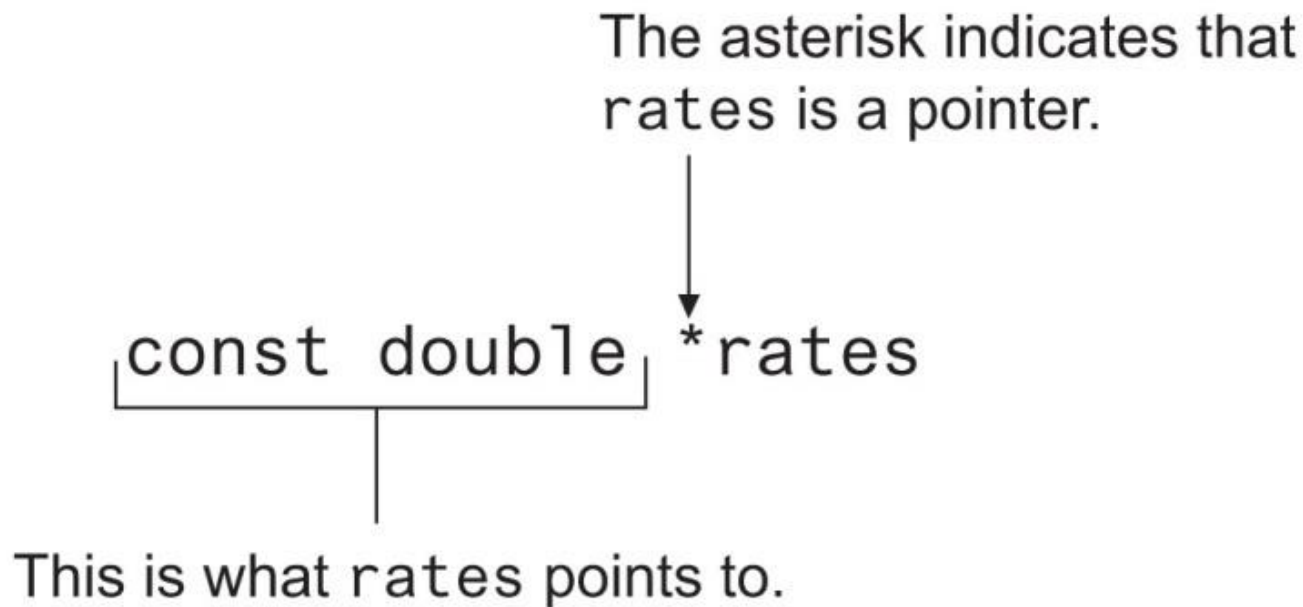 The asterisk indicates that
rates is a pointer.
const double *rates
This is what rates points to.